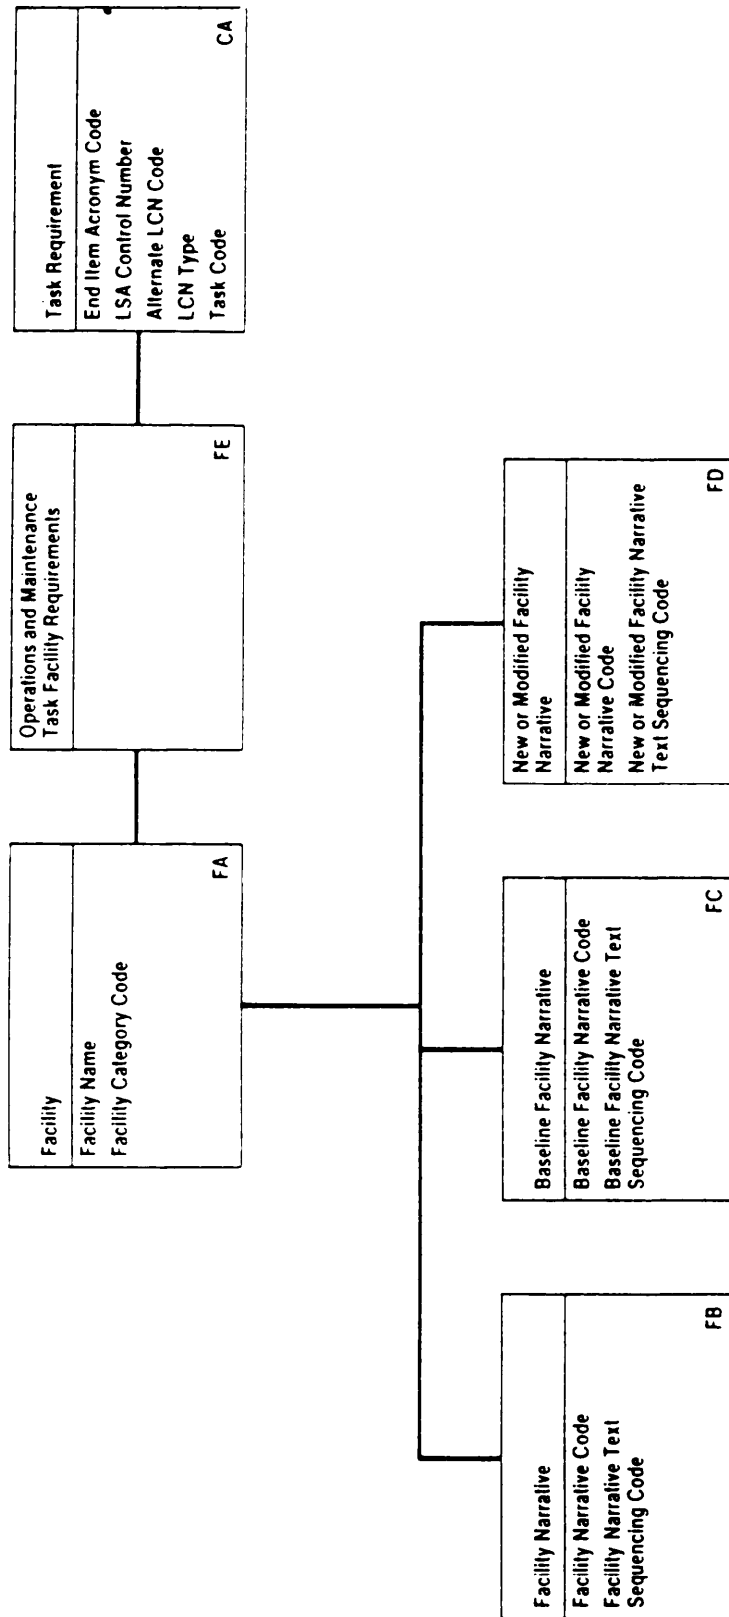 Facility
Facility Name
Facility Category Code
FA
Operations and Maintenance
Task Facility Requirements
FE
Task Requirement
End Item Acronym Code
LSA Control Number
Alternate LCN Code
LCN Type
Task Code
CA
Facility Narrative
Facility Narrative Code
Facility Narrative Text
Sequencing Code
FB
Baseline Facility Narrative
Baseline Facility Narrative Code
Baseline Facility Narrative Text
Sequencing Code
FC
New or Modified Facility
Narrative
New or Modified Facility
Narrative Code
New or Modified Facility Narrative
Text Sequencing Code
FD